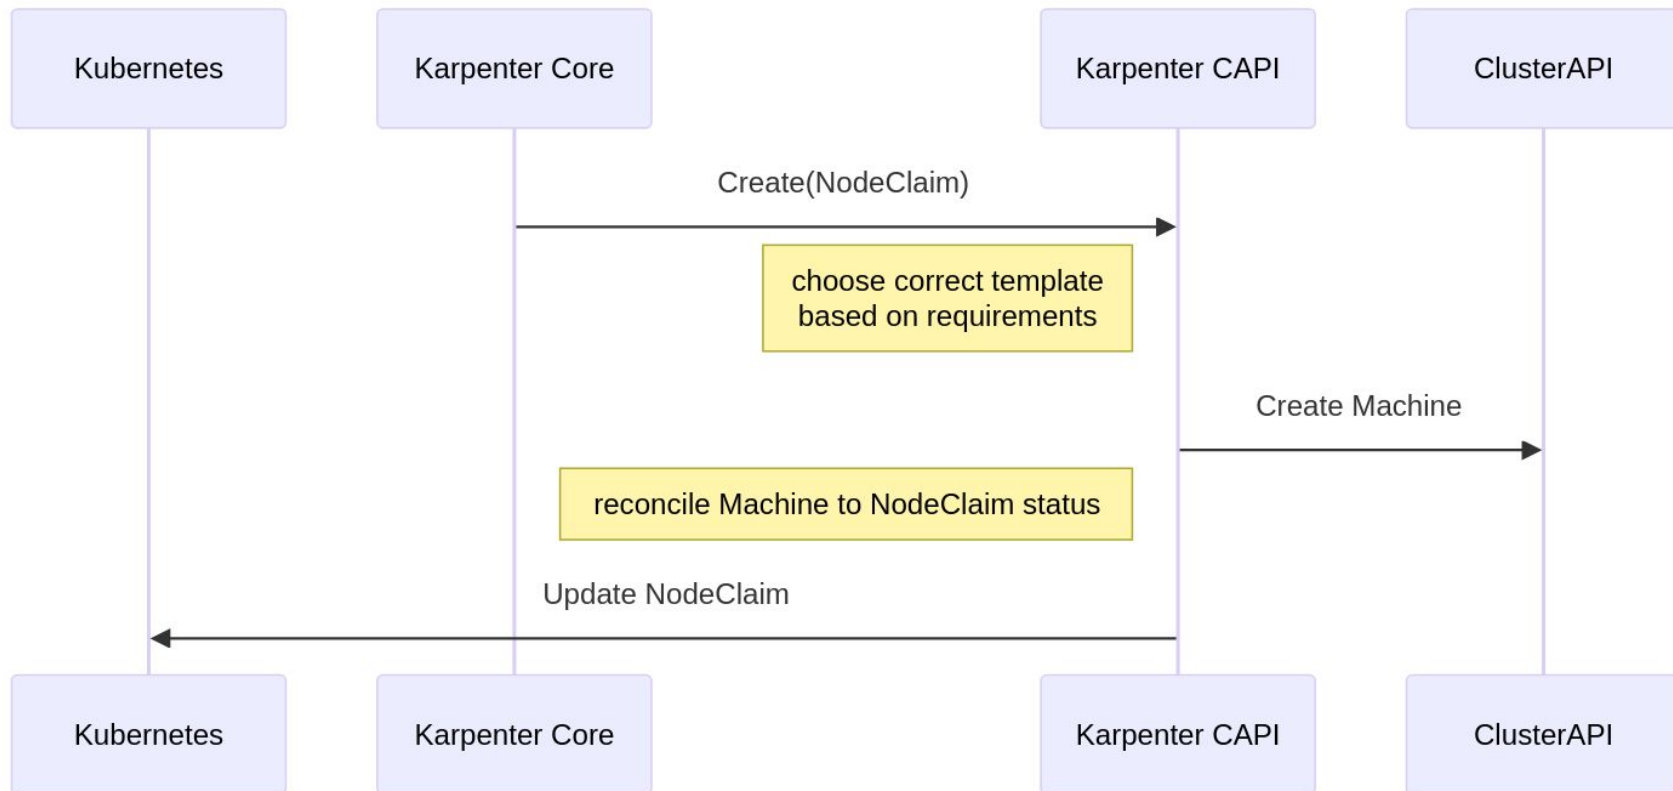 Kubernetes
Karpenter Core
Karpenter CAPI
ClusterAPI
Create(NodeClaim)
choose correct template
based on requirements
Create Machine
reconcile Machine to NodeClaim status
Update NodeClaim
Kubernetes
Karpenter Core
Karpenter CAPI
ClusterAPI